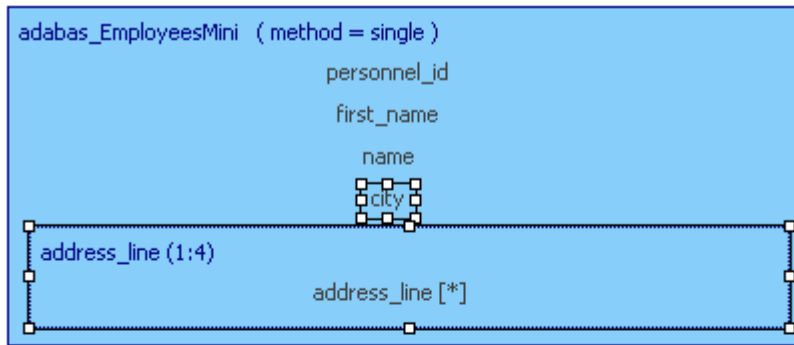 adabas_EmployeesMini ( method = single )
personnel_id
first_name
name
city
address_line (1:4)
address_line [*]